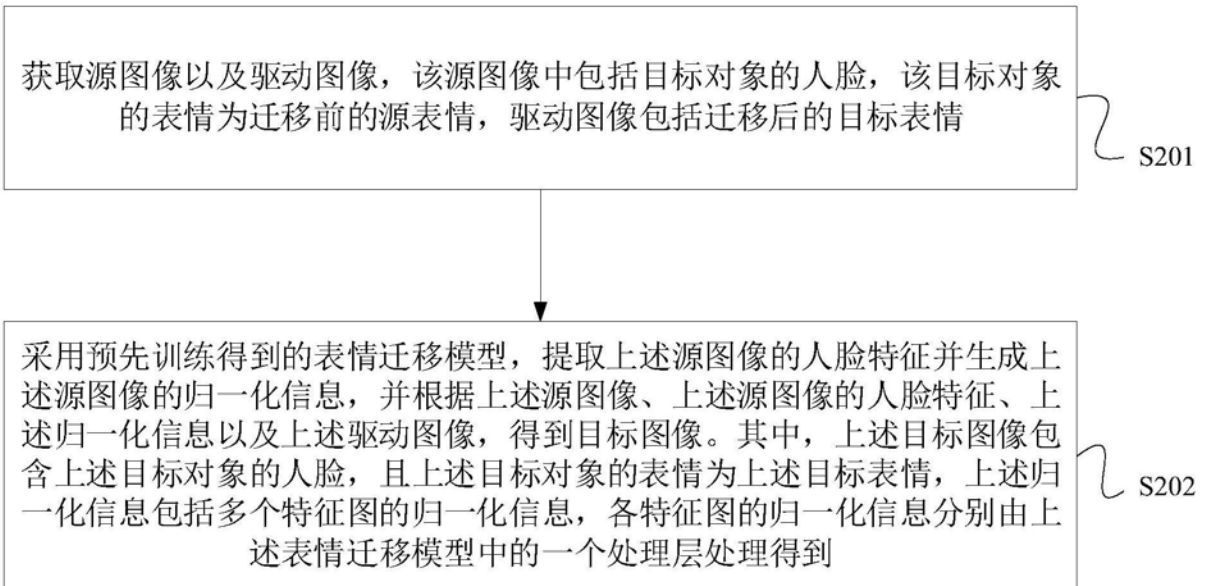 获取源图像以及驱动图像，该源图像中包括目标对象的人脸，该目标对象
的表情为迁移前的源表情，驱动图像包括迁移后的目标表情
S201
采用预先训练得到的表情迁移模型，提取上述源图像的人脸特征并生成上
述源图像的归一化信息，并根据上述源图像、上述源图像的人脸特征、上
述归一化信息以及上述驱动图像，得到目标图像。其中，上述目标图像包
含上述目标对象的人脸，且上述目标对象的表情为上述目标表情，上述归
一化信息包括多个特征图的归一化信息，各特征图的归一化信息分别由上
述表情迁移模型中的一个处理层处理得到
S202